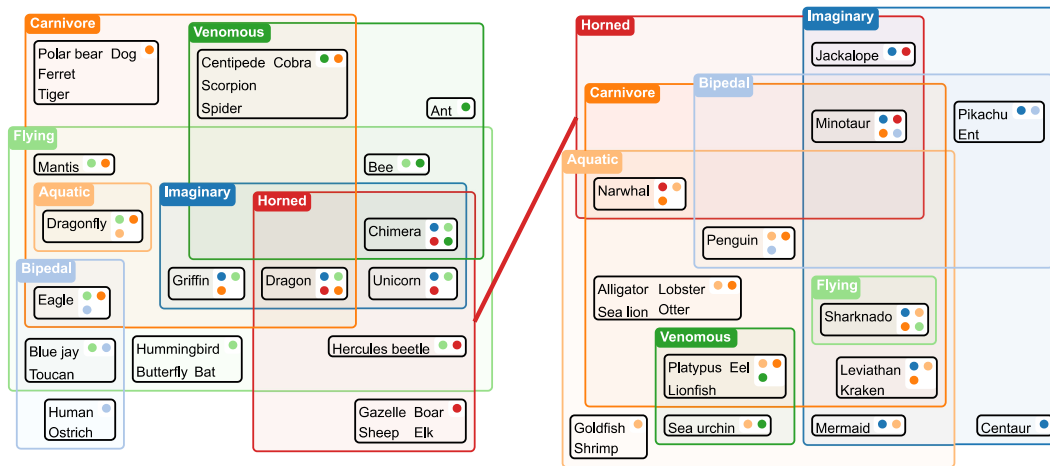 Carnivore
Venomous
Polar bear Dog
Ferret
Tiger
Centipede Cobra
Scorpion
Spider
Ant
Flying
Mantis
Bee
Aquatic
Imaginary
Horned
Dragonfly
Chimera
Bipedal
Griffin
Dragon
Unicorn
Eagle
Blue jay
Toucan
Hummingbird
Butterfly Bat
Hercules beetle
Human
Ostrich
Gazelle Boar
Sheep Elk
Imaginary
Horned
Jackalope
Bipedal
Carnivore
Minotaur
Pikachu
Ent
Aquatic
Narwhal
Penguin
Alligator Lobster
Sea lion Otter
Flying
Sharknado
Venomous
Platypus Eel
Lionfish
Leviathan
Kraken
Goldfish
Shrimp
Sea urchin
Mermaid
Centaur